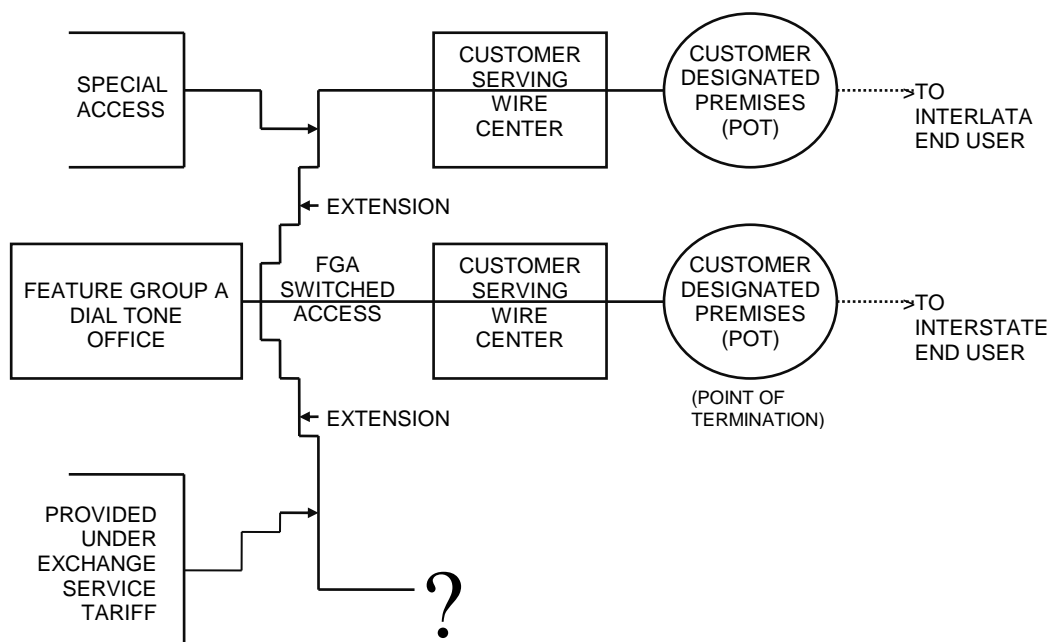 SPECIAL
ACCESS
CUSTOMER
SERVING
WIRE
CENTER
CUSTOMER
DESIGNATED
PREMISES
(POT)
>TO
INTERLATA
END USER
EXTENSION
FEATURE GROUP A
DIAL TONE
OFFICE
FGA
SWITCHED
ACCESS
CUSTOMER
SERVING
WIRE
CENTER
CUSTOMER
DESIGNATED
PREMISES
(POT)
>TO
INTERSTATE
END USER
(POINT OF
TERMINATION)
EXTENSION
PROVIDED
UNDER
EXCHANGE
SERVICE
TARIFF
?